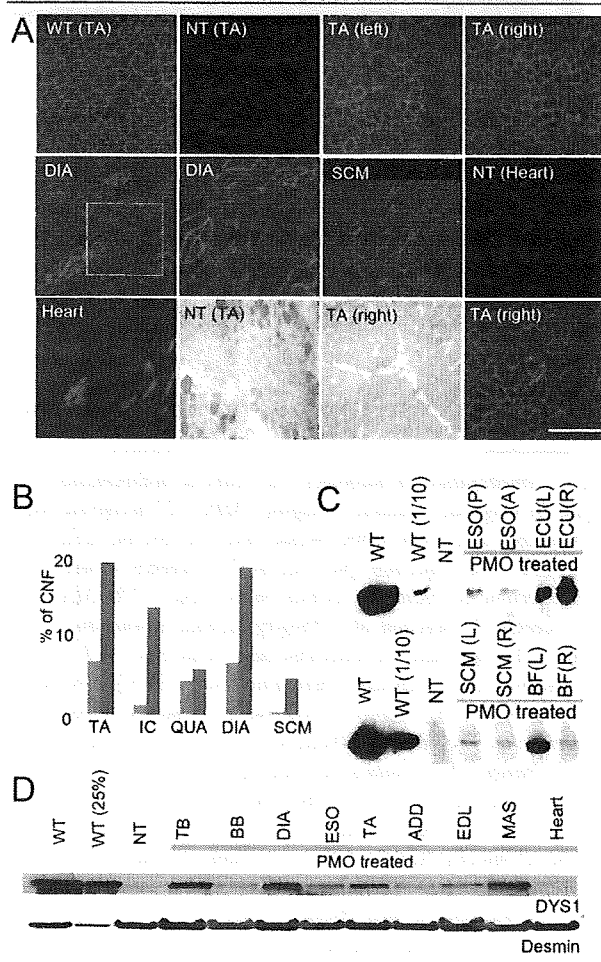 A
WT (TA) NT (TA) TA (left) TA (right)
DIA DIA SCM NT (Heart)
Heart NT (TA) TA (right) TA (right)
B
% of CNF
20
10
0
TA IC QUA DIA SCM
C
WT WT (1/10) NT ESO(P) ESO(A) ECU(L) ECU(R)
PMO treated
WT WT (1/10) NT SCM (L) SCM (R) BF(L) BF(R)
PMO treated
D
WT WT (25%) NT TB BB DIA ESO TA ADD EDL MAS Heart
PMO treated
DYS1
Desmin